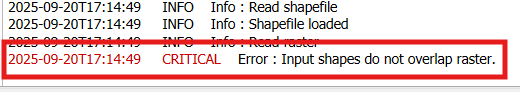 2025-09-20T17:14:49 INFO Info : Read shapefile
2025-09-20T17:14:49 INFO Info : Shapefile loaded
2025-09-20T17:14:49 INFO Info : Read raster
2025-09-20T17:14:49 CRITICAL Error : Input shapes do not overlap raster.